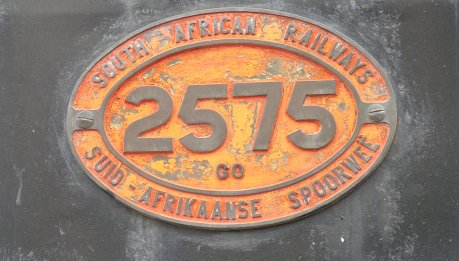 SOUTH AFRICAN RAILWAYS
2575
GO
SUID-AFRIKAANSE SPOORWEË